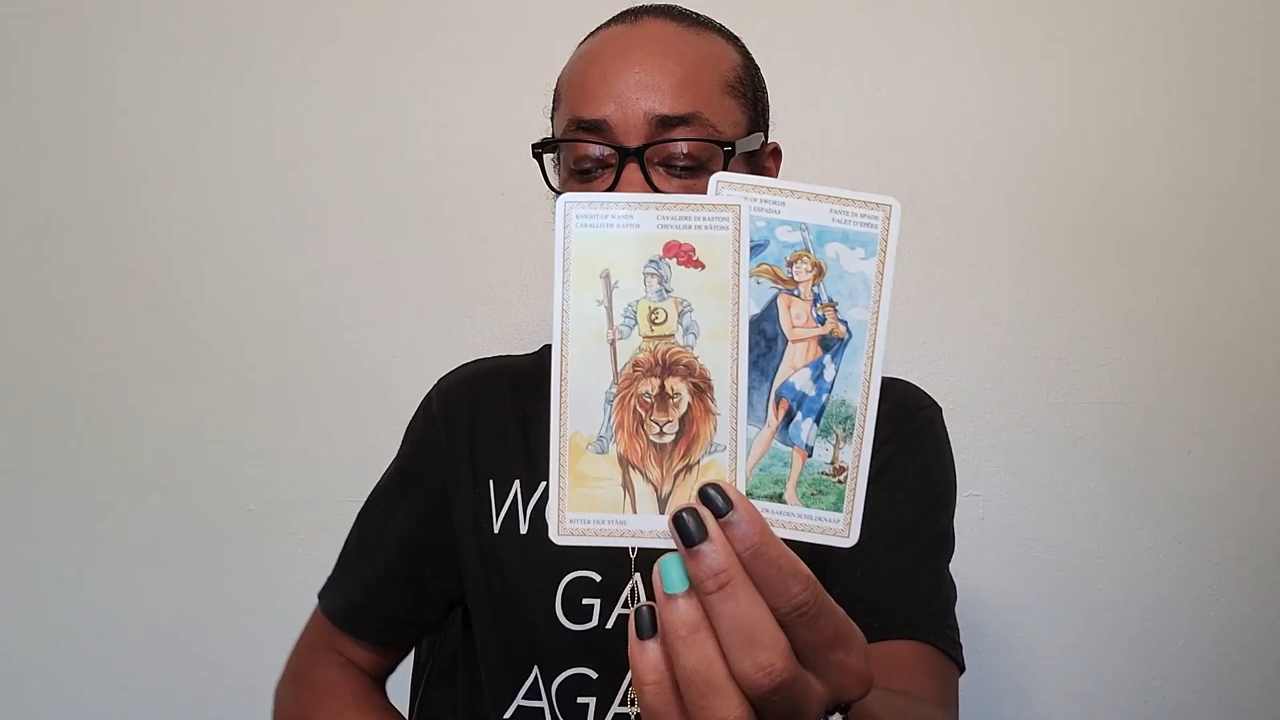 KNIGHT OF WANDS
CABALLO DE BASTOS
CAVALIERE DI BASTONI
CHEVALIER DE BÂTONS
RITTER DER STÄBE
OF SWORDS
ESPADAS
FANTE DI SPADE
VALET D'ÉPÉES
ZWAARDEN SCHILDKNAAP
W
GA
AGA